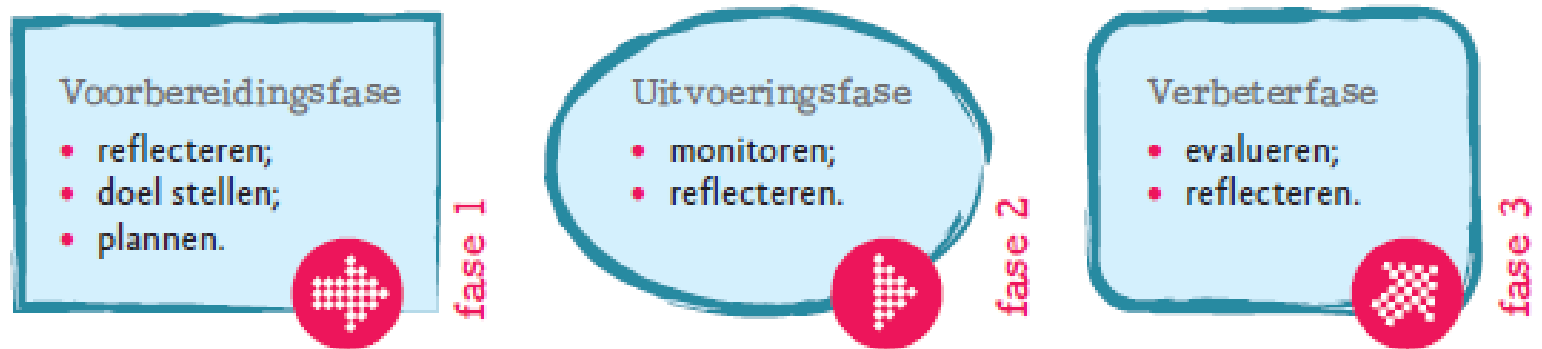 Voorbereidingsfase
• reflecteren;
• doel stellen;
• plannen.
fase 1
Uitvoeringsfase
• monitoren;
• reflecteren.
fase 2
Verbeterfase
• evalueren;
• reflecteren.
fase 3